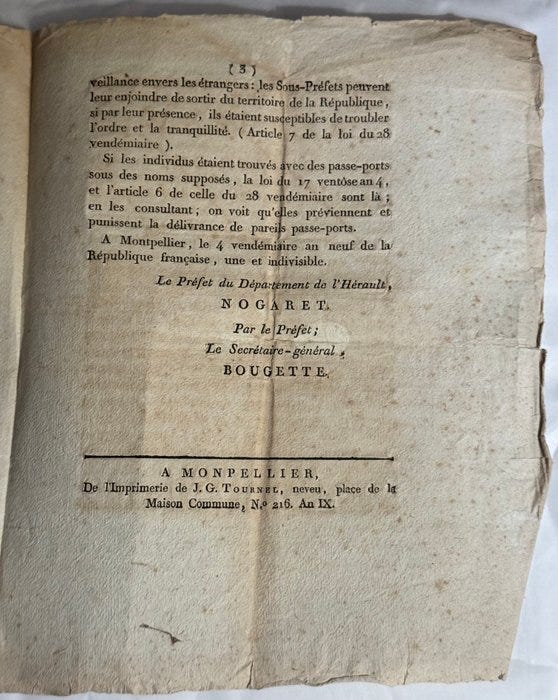 ( 3 )
veillance envers les étrangers : les Sous-Préfets peuvent
leur enjoindre de sortir du territoire de la République,
si par leur présence, ils étaient susceptibles de troubler
l'ordre et la tranquillité. ( Article 7 de la loi du 28
vendémiaire ).
Si les individus étaient trouvés avec des passe-ports
sous des noms supposés, la loi du 17 ventôse an 4,
et l'article 6 de celle du 28 vendémiaire sont là ;
en les consultant ; on voit qu'elles préviennent et
punissent la délivrance de pareils passe-ports.
A Montpellier, le 4 vendémiaire an neuf de la
République française, une et indivisible.
Le Préfet du Département de l'Hérault,
NOGARET.
Par le Préfet ;
Le Secrétaire-général,
BOUGETTE.
A MONPELLIER,
De l'Imprimerie de J. G. TOURNEL, neveu, place de la
Maison Commune, N.º 216. An IX.